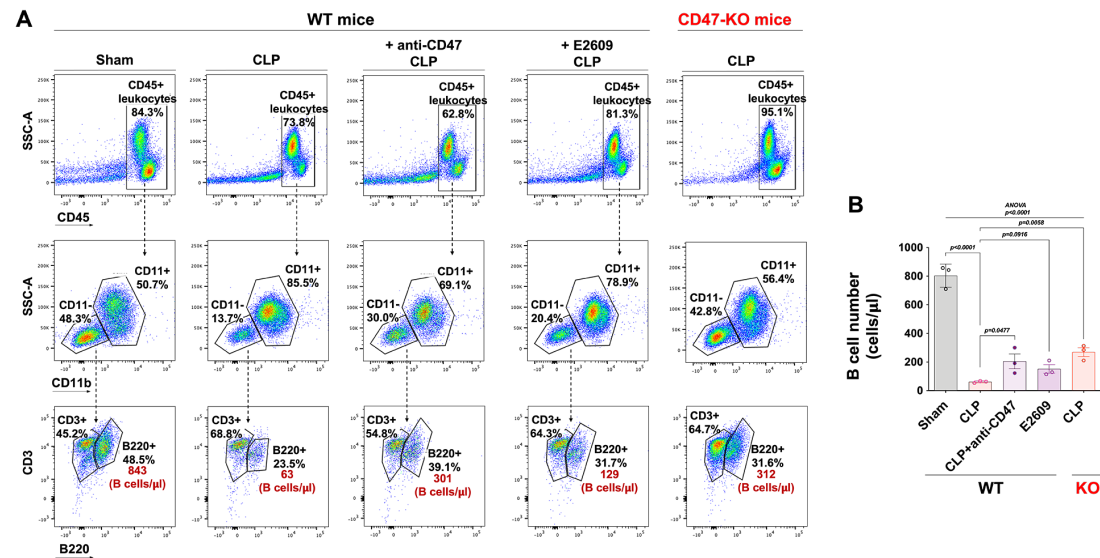 A
WT mice
CD47-KO mice
Sham
CLP
+ anti-CD47
CLP
+ E2609
CLP
CLP
SSC-A
250K
200K
150K
100K
50K
0
CD45+
leukocytes
84.3%
CD45+
leukocytes
73.8%
CD45+
leukocytes
62.8%
CD45+
leukocytes
81.3%
CD45+
leukocytes
95.1%
CD45
SSC-A
CD11+
50.7%
CD11-
48.3%
CD11+
85.5%
CD11-
13.7%
CD11+
69.1%
CD11-
30.0%
CD11+
78.9%
CD11-
20.4%
CD11+
56.4%
CD11-
42.8%
CD11b
CD3
CD3+
45.2%
B220+
48.5%
843
(B cells/µl)
CD3+
68.8%
B220+
23.5%
63
(B cells/µl)
CD3+
54.8%
B220+
39.1%
301
(B cells/µl)
CD3+
64.3%
B220+
31.7%
129
(B cells/µl)
CD3+
64.7%
B220+
31.6%
312
(B cells/µl)
B220
B
ANOVA
p<0.0001
p=0.0058
p=0.0916
p<0.0001
p=0.0477
B cell number
(cells/µl)
1000
800
600
400
200
0
Sham
CLP
CLP+anti-CD47
E2609
CLP
WT
KO